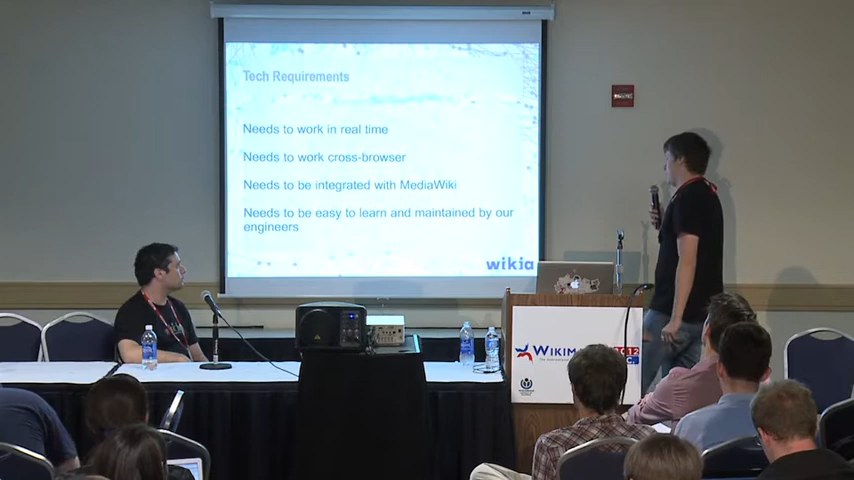 Tech Requirements
Needs to work in real time
Needs to work cross-browser
Needs to be integrated with MediaWiki
Needs to be easy to learn and maintained by our
engineers
wikia